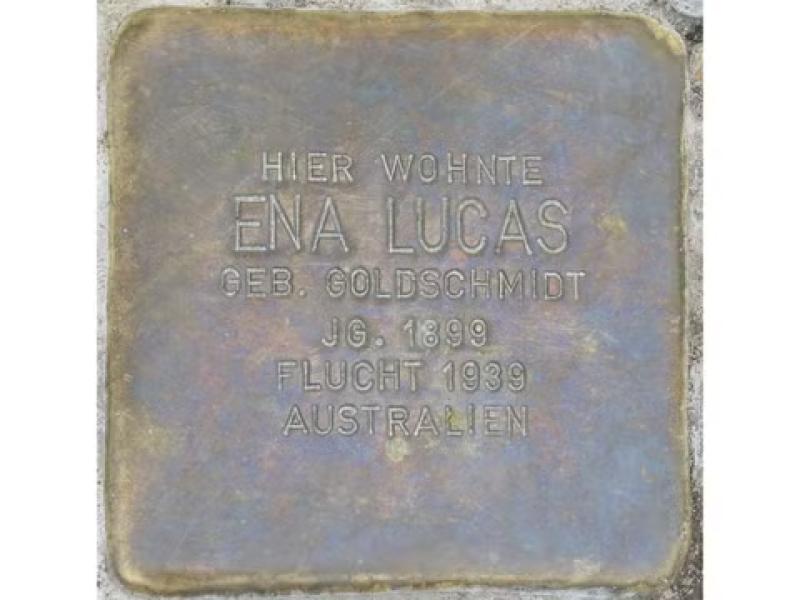 HIER WOHNTE
ENA LUCAS
GEB. GOLDSCHMIDT
JG. 1899
FLUCHT 1939
AUSTRALIEN